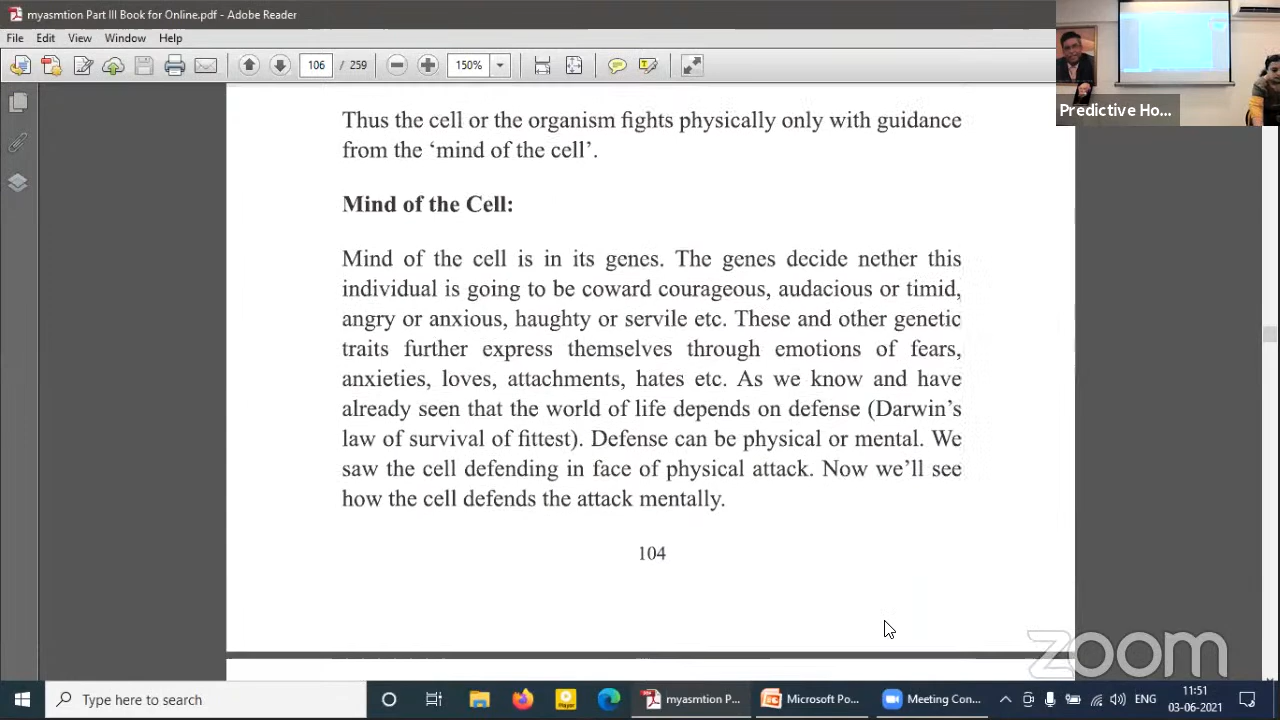 myasmtion Part III Book for Online.pdf - Adobe Reader
File Edit View Window Help
106 / 259 150%
Predictive Ho...
Thus the cell or the organism fights physically only with guidance
from the ‘mind of the cell’.
Mind of the Cell:
Mind of the cell is in its genes. The genes decide nether this
individual is going to be coward courageous, audacious or timid,
angry or anxious, haughty or servile etc. These and other genetic
traits further express themselves through emotions of fears,
anxieties, loves, attachments, hates etc. As we know and have
already seen that the world of life depends on defense (Darwin’s
law of survival of fittest). Defense can be physical or mental. We
saw the cell defending in face of physical attack. Now we’ll see
how the cell defends the attack mentally.
104
zoom
Type here to search
myasmtion P...
Microsoft Po...
Meeting Con...
ENG
11:51
03-06-2021